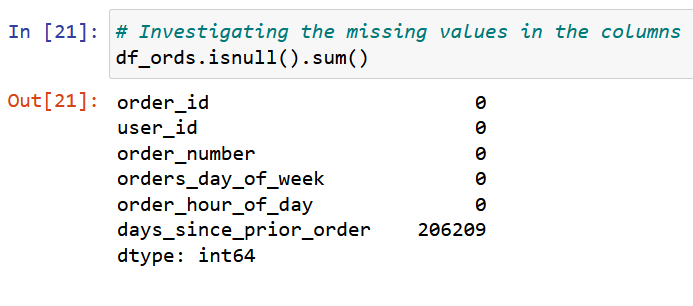 In [21]: # Investigating the missing values in the columns
df_ords.isnull().sum()
Out[21]: order_id 0
user_id 0
order_number 0
orders_day_of_week 0
order_hour_of_day 0
days_since_prior_order 206209
dtype: int64